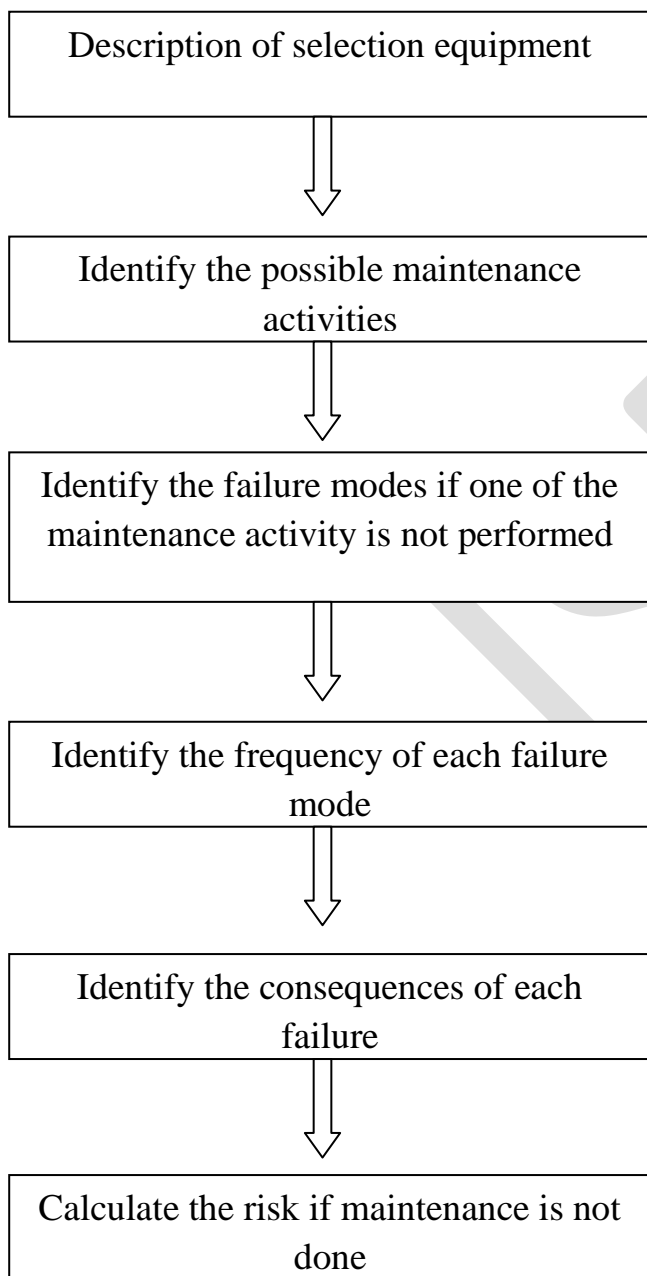 Description of selection equipment
Identify the possible maintenance
activities
Identify the failure modes if one of the
maintenance activity is not performed
Identify the frequency of each failure
mode
Identify the consequences of each
failure
Calculate the risk if maintenance is not
done